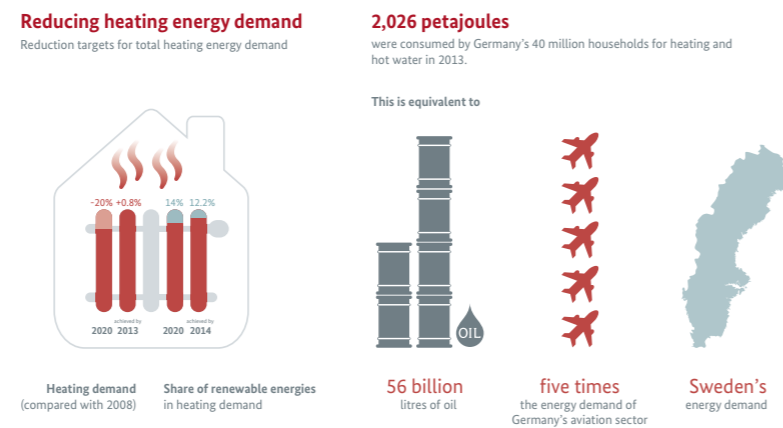 Reducing heating energy demand
Reduction targets for total heating energy demand
-20% +0.8% 14% 12.2%
achieved by achieved by
2020 2013 2020 2014
Heating demand
(compared with 2008)
Share of renewable energies
in heating demand
2,026 petajoules
were consumed by Germany's 40 million households for heating and
hot water in 2013.
This is equivalent to
OIL
56 billion
litres of oil
five times
the energy demand of
Germany's aviation sector
Sweden's
energy demand